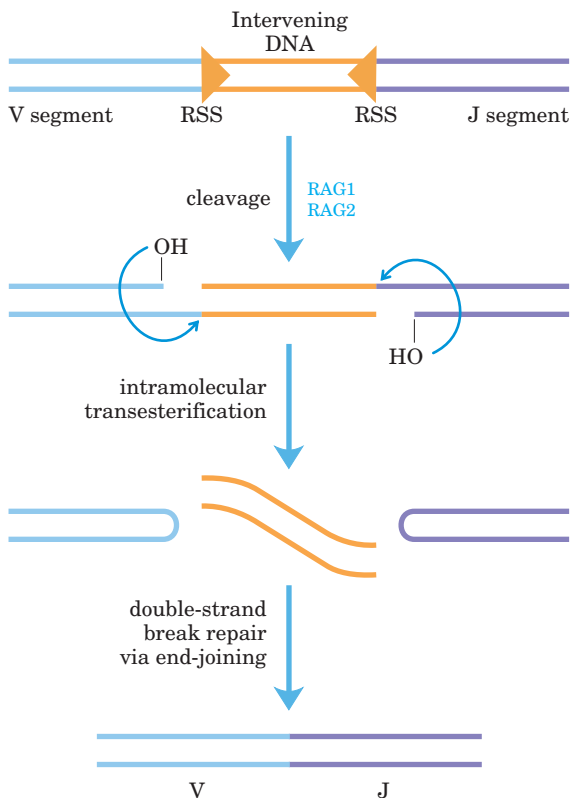 Intervening
DNA
V segment RSS RSS J segment
cleavage
RAG1
RAG2
OH
HO
intramolecular
transesterification
double-strand
break repair
via end-joining
V J